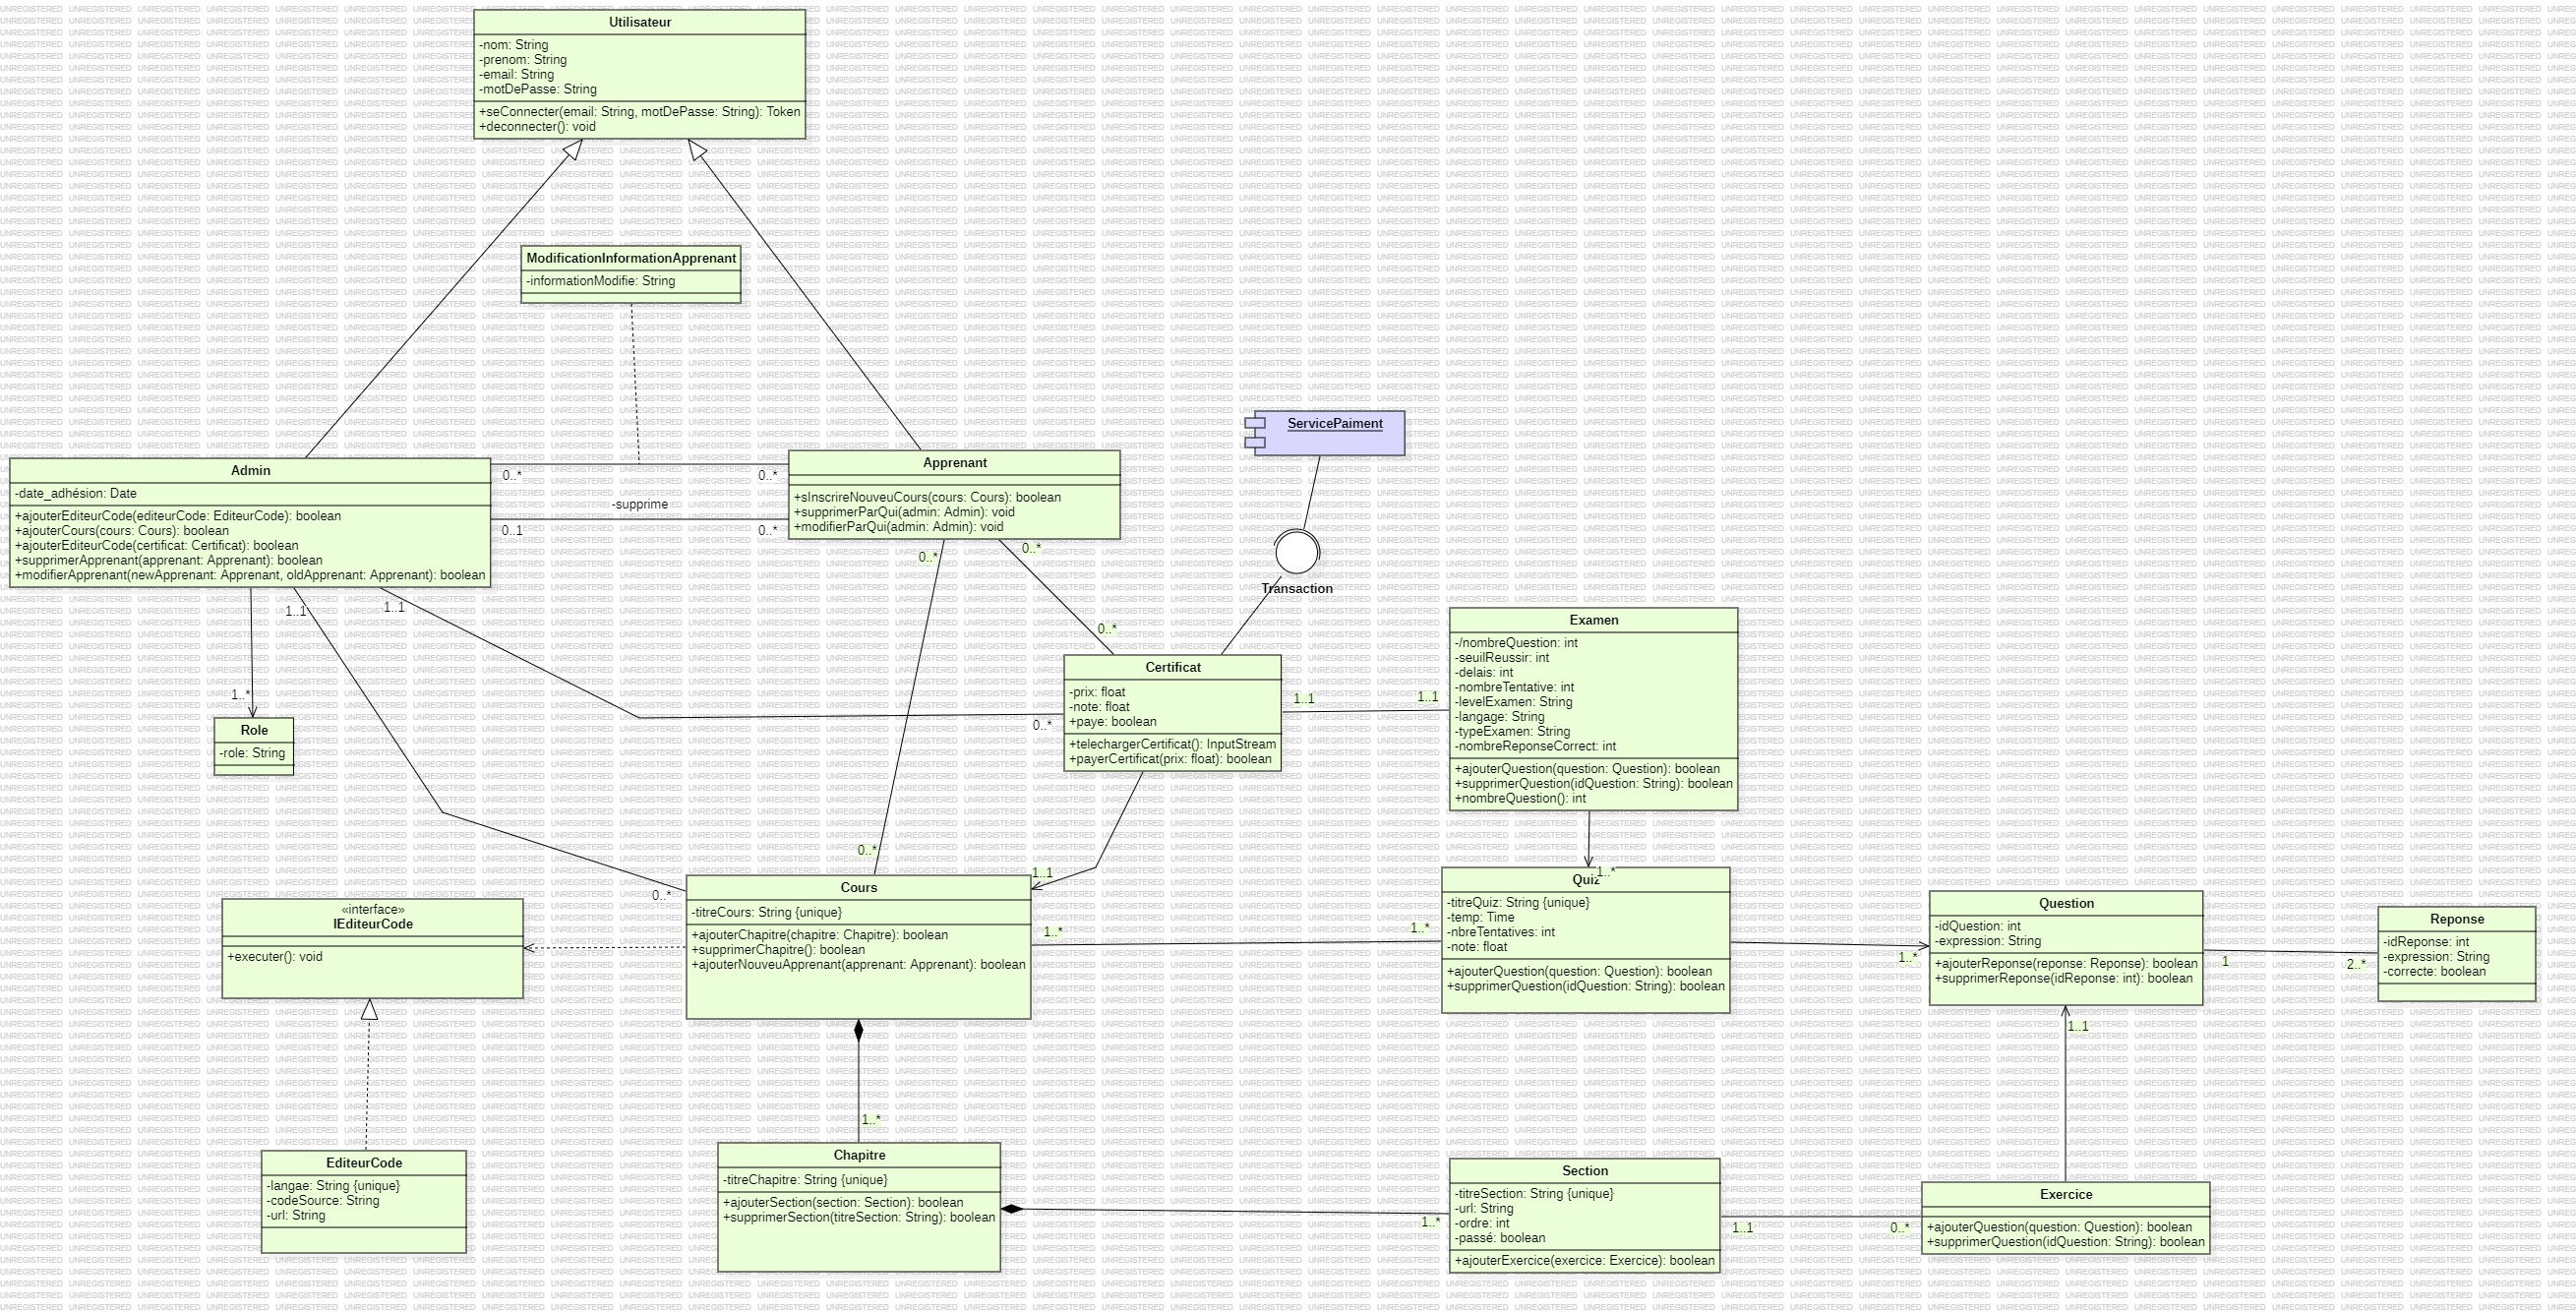 Utilisateur
-nom: String
-prenom: String
-email: String
-motDePasse: String
+seConnecter(email: String, motDePasse: String): Token
+deconnecter(): void
ModificationInformationApprenant
-informationModifie: String
ServicePaiment
Transaction
Admin
-date_adhésion: Date
+ajouterEditeurCode(editeurCode: EditeurCode): boolean
+ajouterCours(cours: Cours): boolean
+ajouterEditeurCode(certificat: Certificat): boolean
+supprimerApprenant(apprenant: Apprenant): boolean
+modifierApprenant(newApprenant: Apprenant, oldApprenant: Apprenant): boolean
0..*
0..*
-supprime
0..1
0..*
Apprenant
+sInscrireNouveuCours(cours: Cours): boolean
+supprimerParQui(admin: Admin): void
+modifierParQui(admin: Admin): void
0..*
0..*
1..1
1..1
0..*
1..*
Role
-role: String
0..*
Certificat
-prix: float
-note: float
+paye: boolean
+telechargerCertificat(): InputStream
+payerCertificat(prix: float): boolean
1..1
1..1
Examen
-/nombreQuestion: int
-seuilReussir: int
-delais: int
-nombreTentative: int
-levelExamen: String
-langage: String
-typeExamen: String
-nombreReponseCorrect: int
+ajouterQuestion(question: Question): boolean
+supprimerQuestion(idQuestion: String): boolean
+nombreQuestion(): int
0..*
1..1
0..*
«interface»
IEditeurCode
+executer(): void
Cours
-titreCours: String {unique}
+ajouterChapitre(chapitre: Chapitre): boolean
+supprimerChapitre(): boolean
+ajouterNouveuApprenant(apprenant: Apprenant): boolean
1..*
1..*
1..*
Quiz
-titreQuiz: String {unique}
-temp: Time
-nbreTentatives: int
-note: float
+ajouterQuestion(question: Question): boolean
+supprimerQuestion(idQuestion: String): boolean
1..*
Question
-idQuestion: int
-expression: String
+ajouterReponse(reponse: Reponse): boolean
+supprimerReponse(idReponse: int): boolean
1
2..*
Reponse
-idReponse: int
-expression: String
-correcte: boolean
1..1
1..*
EditeurCode
-langae: String {unique}
-codeSource: String
-url: String
Chapitre
-titreChapitre: String {unique}
+ajouterSection(section: Section): boolean
+supprimerSection(titreSection: String): boolean
1..*
Section
-titreSection: String {unique}
-url: String
-ordre: int
-passé: boolean
+ajouterExercice(exercice: Exercice): boolean
1..1
0..*
Exercice
+ajouterQuestion(question: Question): boolean
+supprimerQuestion(idQuestion: String): boolean
UNREGISTERED